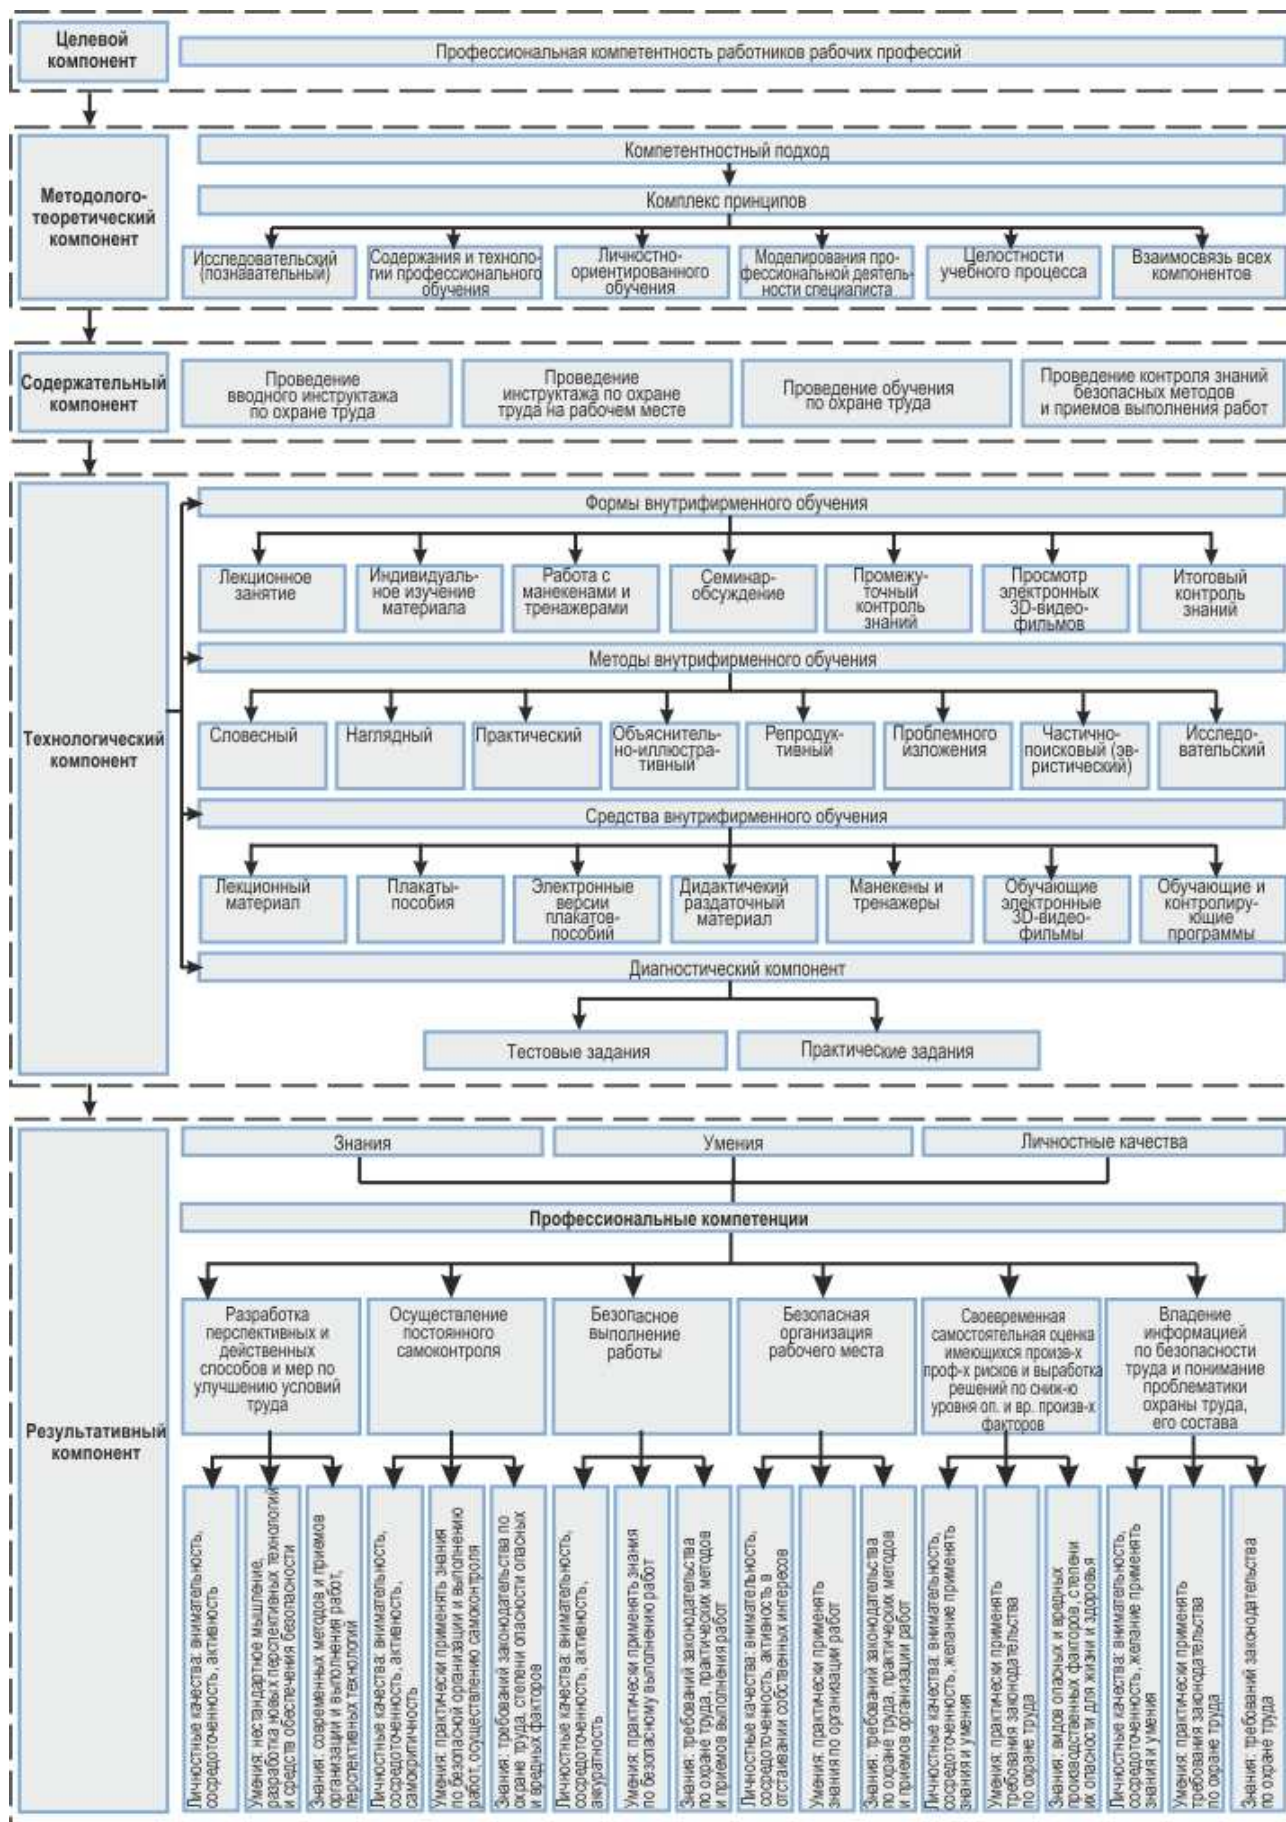 Целевой
компонент
Профессиональная компетентность работников рабочих профессий
Методолого-
теоретический
компонент
Компетентностный подход
Комплекс принципов
Исследовательский
(познавательный)
Содержания и техноло-
гии профессионального
обучения
Личностно-
ориентированного
обучения
Моделирования про-
фессиональной деятель-
ности специалиста
Целостности
учебного процесса
Взаимосвязь всех
компонентов
Содержательный
компонент
Проведение
вводного инструктажа
по охране труда
Проведение
инструктажа по охране
труда на рабочем месте
Проведение обучения
по охране труда
Проведение контроля знаний
безопасных методов
и приемов выполнения работ
Технологический
компонент
Формы внутрифирменного обучения
Лекционное
занятие
Индивидуаль-
ное изучение
материала
Работа с
манекенами и
тренажерами
Семинар-
обсуждение
Промежу-
точный
контроль
знаний
Просмотр
электронных
3D-видео-
фильмов
Итоговый
контроль
знаний
Методы внутрифирменного обучения
Словесный
Наглядный
Практический
Объяснитель-
но-иллюстра-
тивный
Репродук-
тивный
Проблемного
изложения
Частично-
поисковый (эв-
ристический)
Исследо-
вательский
Средства внутрифирменного обучения
Лекционный
материал
Плакаты-
пособия
Электронные
версии
плакатов-
пособий
Дидактичекий
раздаточный
материал
Манекены и
тренажеры
Обучающие
электронные
3D-видео-
фильмы
Обучающие и
контролиру-
ющие
программы
Диагностический компонент
Тестовые задания
Практические задания
Результативный
компонент
Знания
Умения
Личностные качества
Профессиональные компетенции
Разработка
перспективных и
действенных
способов и мер по
улучшению условий
труда
Осуществление
постоянного
самоконтроля
Безопасное
выполнение
работы
Безопасная
организация
рабочего места
Своевременная
самостоятельная оценка
имеющихся произв-х
проф-х рисков и выработка
решений по сниж-ю
уровня оп. и вр. произв-х
факторов
Владение
информацией
по безопасности
труда и понимание
проблематики
охраны труда,
его состава
Личностные качества: внимательность,
сосредоточенность, активность
Умения: нестандартное мышление,
разработка новых перспективных технологий
и средств обеспечения безопасности
Знания: современных методов и приемов
организации и выполнения работ,
перспективных технологии
Личностные качества: внимательность,
сосредоточенность, активность,
самокритичность
Умения: практически применять знания
по безопасной организации и выполнению
работ, осуществлению самоконтроля
Знания: требований законодательства по
охране труда, степени опасности опасных
и вредных факторов
Личностные качества: внимательность,
сосредоточенность, активность,
аккуратность
Умения: практически применять знания
по безопасному выполнению работ
Знания: требований законодательства
по охране труда, практических методов
и приемов выполнения работ
Личностные качества: внимательность,
сосредоточенность, активность в
отстаивании собственных интересов
Умения: практически применять
знания по организации работ
Знания: требований законодательства
по охране труда, практических методов
и приемов организации работ
Личностные качества: внимательность,
сосредоточенность, желание применять
знания и умения
Умения: практически применять
требования законодательства
по охране труда
Знания: видов опасных и вредных
производственных факторов, степени
их опасности для жизни и здоровья
Личностные качества: внимательность,
сосредоточенность, желание применять
знания и умения
Умения: практически применять
требования законодательства
по охране труда
Знания: требований законодательства
по охране труда